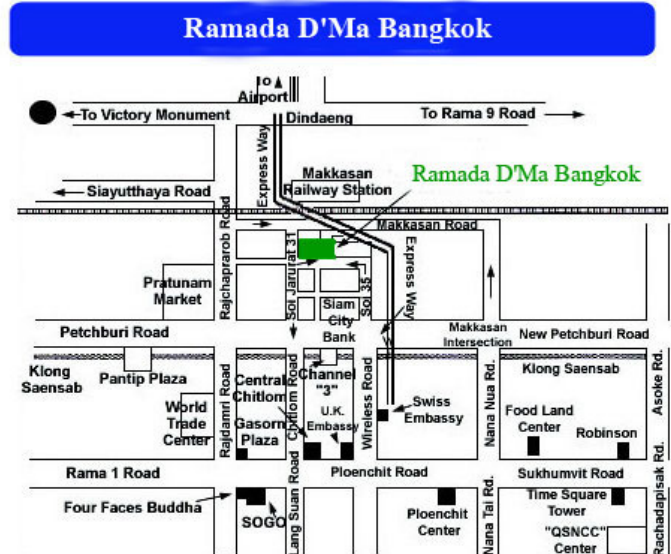 Ramada D'Ma Bangkok
To
Airport
To Victory Monument
Dindaeng
To Rama 9 Road
Express Way
Makkasan
Railway Station
Ramada D'Ma Bangkok
Siayutthaya Road
Rajchaprarob Road
Makkasan Road
Soi Jarurat 31
Express Way
Soi 35
Pratunam
Market
Siam
City
Bank
Petchburi Road
Makkasan
Intersection
New Petchburi Road
Klong
Saensab
Pantip Plaza
Rajdamri Road
Central
Chitlom
Chitlom Road
Channel
"3"
Wireless Road
Klong Saensab
Nana Nua Rd.
Asoke Rd.
World
Trade
Center
Gasorn
Plaza
U.K.
Embassy
Swiss
Embassy
Food Land
Center
Robinson
Rama 1 Road
Ploenchit Road
Sukhumvit Road
Four Faces Buddha
SOGO
Lang Suan Road
Ploenchit
Center
Nana Tai Rd.
Time Square
Tower
"QSNCC"
Center
Rachadapisak Rd.